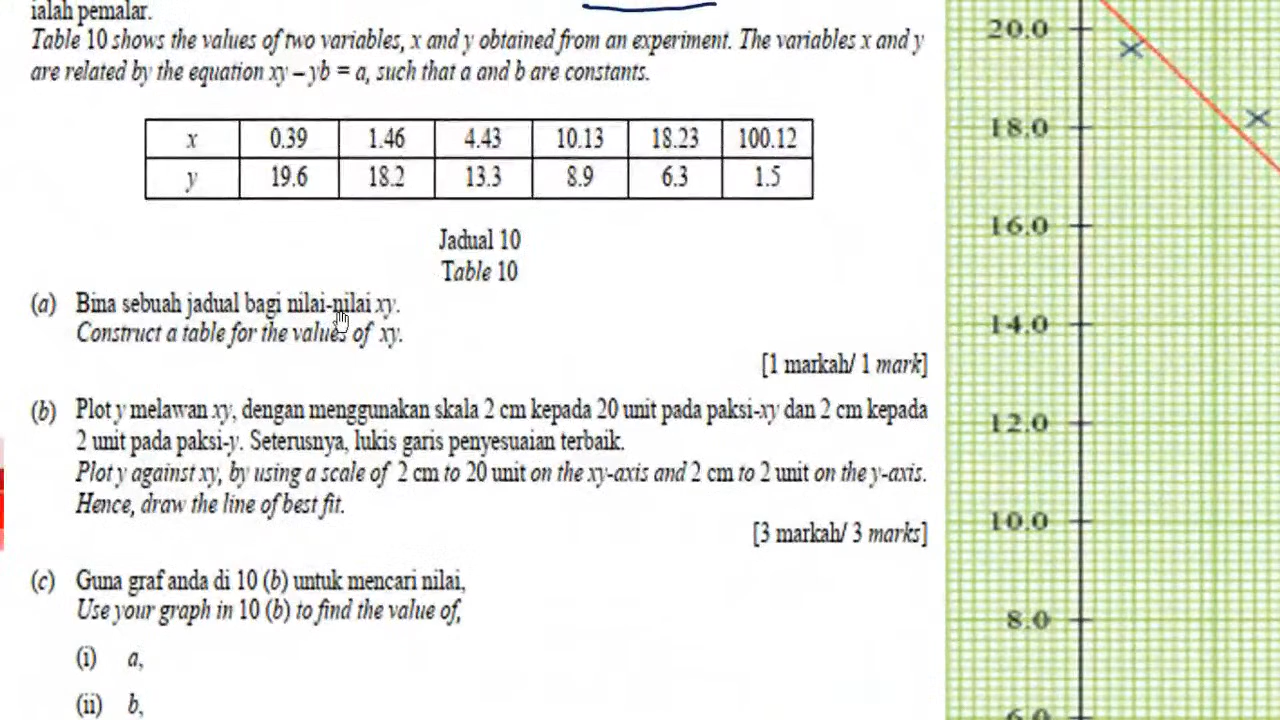 ialah pemalar.
Table 10 shows the values of two variables, x and y obtained from an experiment. The variables x and y
are related by the equation xy – yb = a, such that a and b are constants.
x 0.39 1.46 4.43 10.13 18.23 100.12
y 19.6 18.2 13.3 8.9 6.3 1.5
Jadual 10
Table 10
(a) Bina sebuah jadual bagi nilai-nilai xy.
Construct a table for the values of xy.
[1 markah/ 1 mark]
(b) Plot y melawan xy, dengan menggunakan skala 2 cm kepada 20 unit pada paksi-xy dan 2 cm kepada
2 unit pada paksi-y. Seterusnya, lukis garis penyesuaian terbaik.
Plot y against xy, by using a scale of 2 cm to 20 unit on the xy-axis and 2 cm to 2 unit on the y-axis.
Hence, draw the line of best fit.
[3 markah/ 3 marks]
(c) Guna graf anda di 10 (b) untuk mencari nilai,
Use your graph in 10 (b) to find the value of,
(i) a,
(ii) b,
20.0
18.0
16.0
14.0
12.0
10.0
8.0
6.0